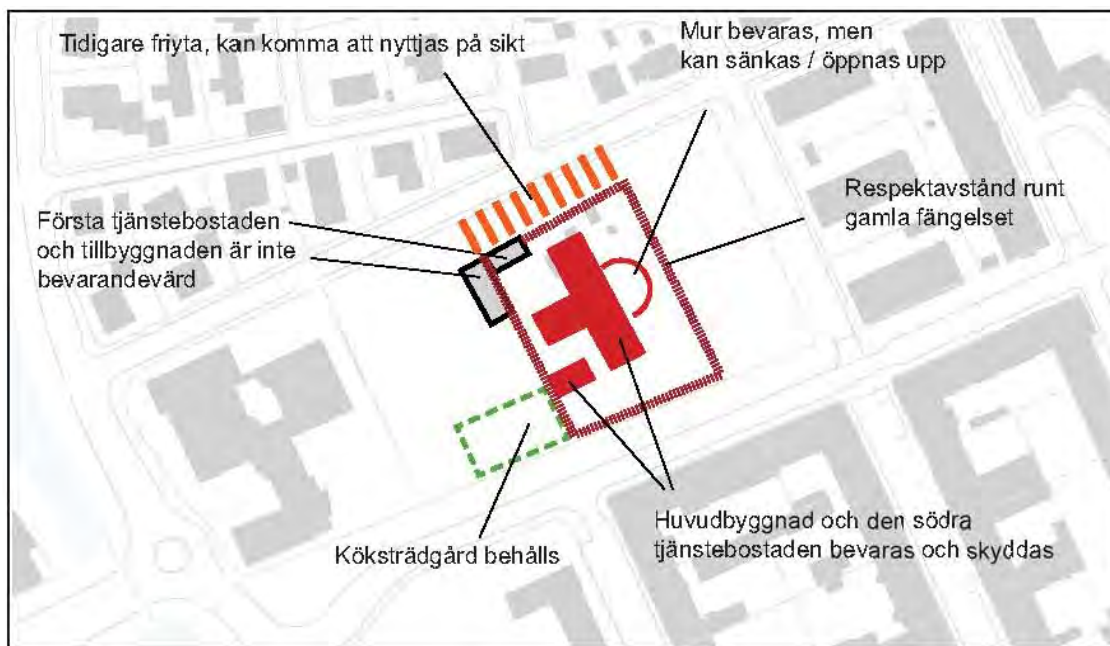 Tidigare friyta, kan komma att nyttjas på sikt
Mur bevaras, men
kan sänkas / öppnas upp
Respektavstånd runt
gamla fängelset
Första tjänstebostaden
och tillbyggnaden är inte
bevarandevärd
Köksträdgård behålls
Huvudbyggnad och den södra
tjänstebostaden bevaras och skyddas